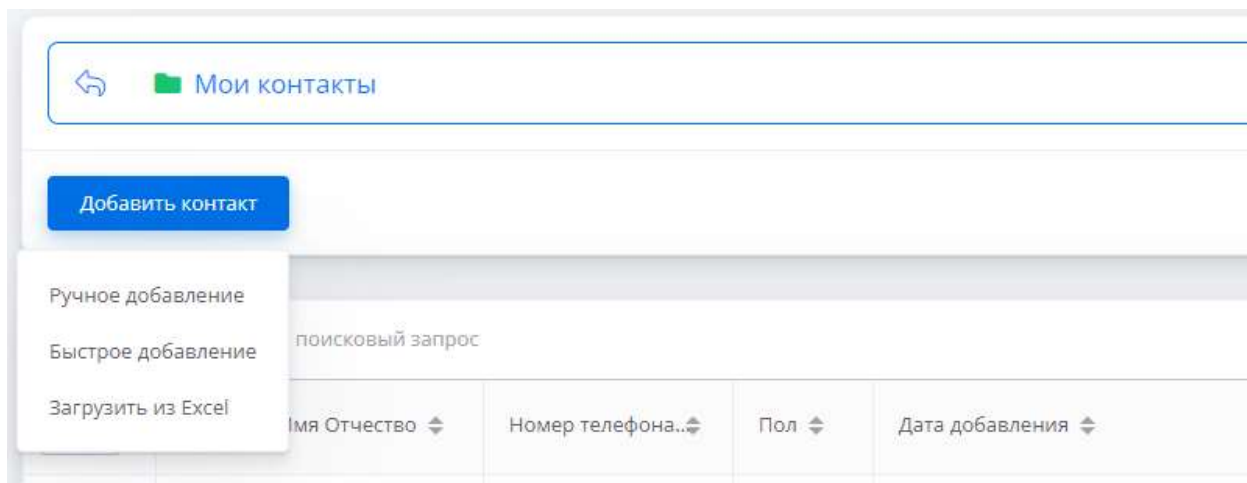 Мои контакты
Добавить контакт
Ручное добавление
Быстрое добавление
Загрузить из Excel
поисковый запрос
Отчество
Номер телефона..
Пол
Дата добавления